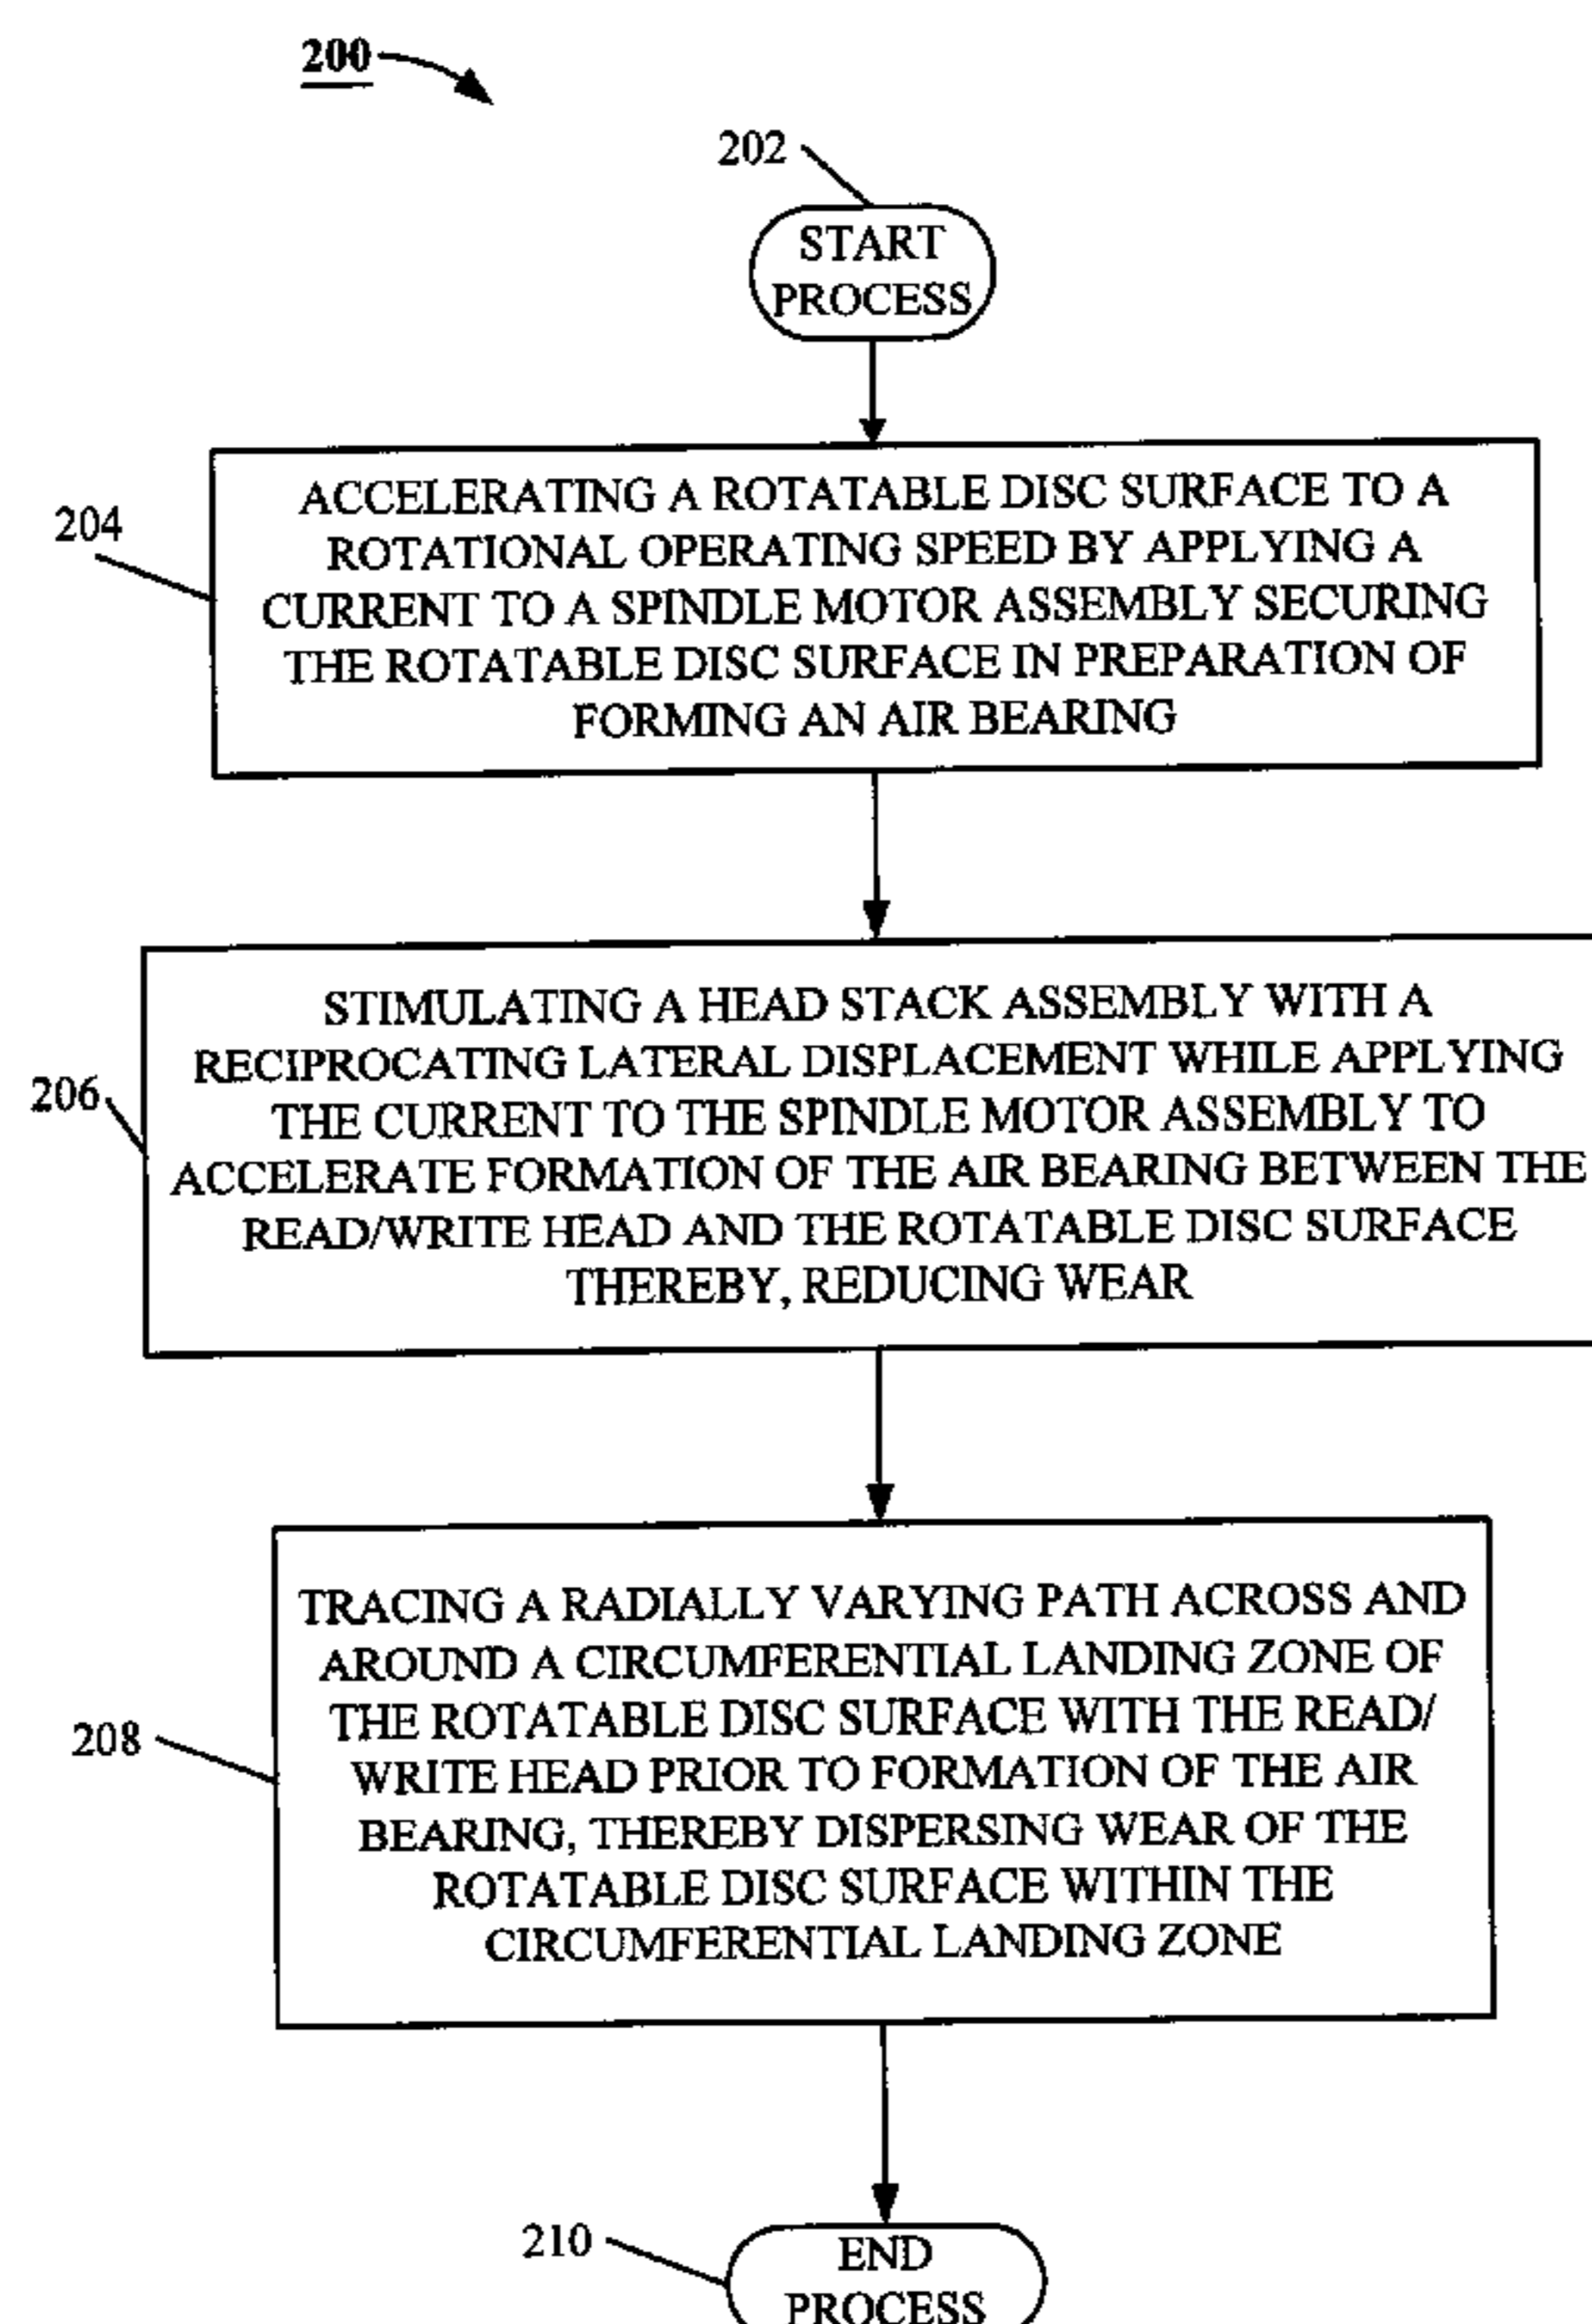 200
202
START
PROCESS
204
ACCELERATING A ROTATABLE DISC SURFACE TO A
ROTATIONAL OPERATING SPEED BY APPLYING A
CURRENT TO A SPINDLE MOTOR ASSEMBLY SECURING
THE ROTATABLE DISC SURFACE IN PREPARATION OF
FORMING AN AIR BEARING
206
STIMULATING A HEAD STACK ASSEMBLY WITH A
RECIPROCATING LATERAL DISPLACEMENT WHILE APPLYING
THE CURRENT TO THE SPINDLE MOTOR ASSEMBLY TO
ACCELERATE FORMATION OF THE AIR BEARING BETWEEN THE
READ/WRITE HEAD AND THE ROTATABLE DISC SURFACE
THEREBY, REDUCING WEAR
208
TRACING A RADIALLY VARYING PATH ACROSS AND
AROUND A CIRCUMFERENTIAL LANDING ZONE OF
THE ROTATABLE DISC SURFACE WITH THE READ/
WRITE HEAD PRIOR TO FORMATION OF THE AIR
BEARING, THEREBY DISPERSING WEAR OF THE
ROTATABLE DISC SURFACE WITHIN THE
CIRCUMFERENTIAL LANDING ZONE
210
END
PROCESS